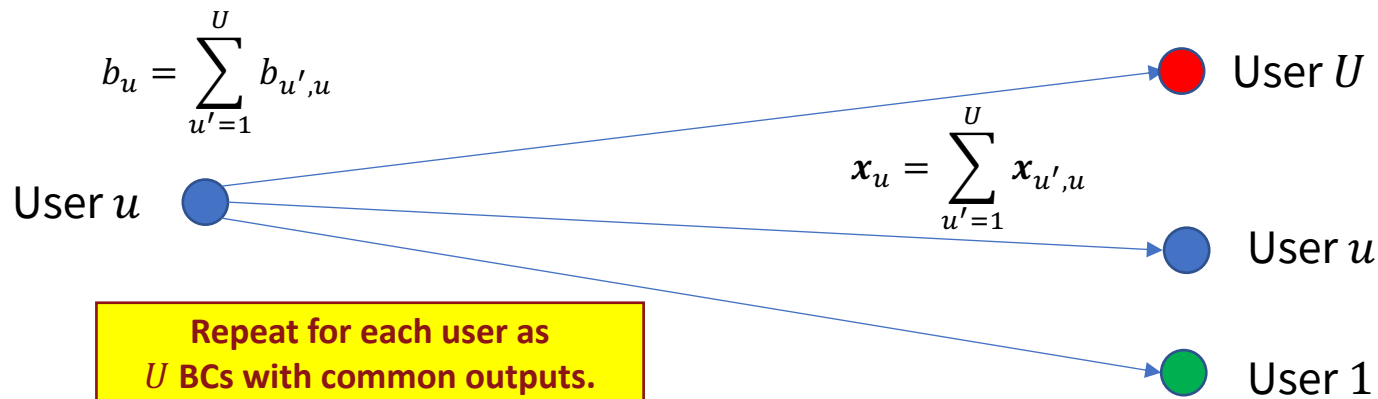 b_u = \sum_{u'=1}^{U} b_{u',u}
User U
x_u = \sum_{u'=1}^{U} x_{u',u}
User u
User u
Repeat for each user as
U BCs with common outputs.
User 1